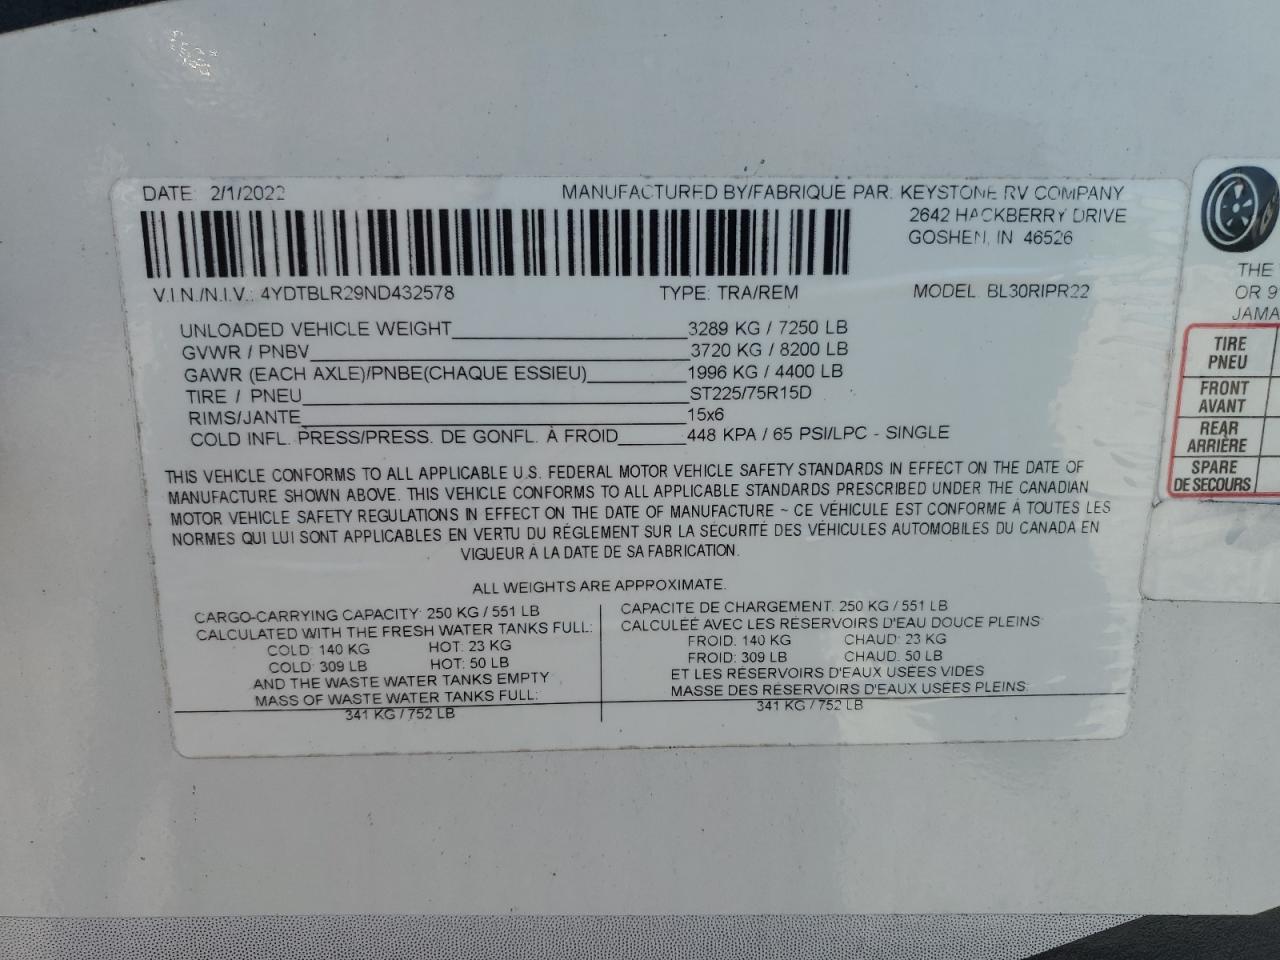 DATE: 2/1/2022
MANUFACTURED BY/FABRIQUE PAR: KEYSTONE RV COMPANY
2642 HACKBERRY DRIVE
GOSHEN, IN 46526
V.I.N./N.I.V.: 4YDTBLR29ND432578 TYPE: TRA/REM MODEL: BL30RIPR22
UNLOADED VEHICLE WEIGHT 3289 KG / 7250 LB
GVWR / PNBV 3720 KG / 8200 LB
GAWR (EACH AXLE)/PNBE(CHAQUE ESSIEU) 1996 KG / 4400 LB
TIRE / PNEU ST225/75R15D
RIMS/JANTE 15x6
COLD INFL. PRESS/PRESS. DE GONFL. À FROID 448 KPA / 65 PSI/LPC - SINGLE
THIS VEHICLE CONFORMS TO ALL APPLICABLE U.S. FEDERAL MOTOR VEHICLE SAFETY STANDARDS IN EFFECT ON THE DATE OF
MANUFACTURE SHOWN ABOVE. THIS VEHICLE CONFORMS TO ALL APPLICABLE STANDARDS PRESCRIBED UNDER THE CANADIAN
MOTOR VEHICLE SAFETY REGULATIONS IN EFFECT ON THE DATE OF MANUFACTURE ~ CE VÉHICULE EST CONFORME À TOUTES LES
NORMES QUI LUI SONT APPLICABLES EN VERTU DU RÉGLEMENT SUR LA SÉCURITÉ DES VÉHICULES AUTOMOBILES DU CANADA EN
VIGUEUR À LA DATE DE SA FABRICATION.
ALL WEIGHTS ARE APPROXIMATE.
CARGO-CARRYING CAPACITY: 250 KG / 551 LB
CALCULATED WITH THE FRESH WATER TANKS FULL:
COLD: 140 KG HOT: 23 KG
COLD: 309 LB HOT: 50 LB
AND THE WASTE WATER TANKS EMPTY
MASS OF WASTE WATER TANKS FULL:
341 KG / 752 LB
CAPACITE DE CHARGEMENT: 250 KG / 551 LB
CALCULÉE AVEC LES RÉSERVOIRS D'EAU DOUCE PLEINS:
FROID: 140 KG CHAUD: 23 KG
FROID: 309 LB CHAUD: 50 LB
ET LES RÉSERVOIRS D'EAUX USÉES VIDES
MASSE DES RÉSERVOIRS D'EAUX USÉES PLEINS:
341 KG / 752 LB
THE
OR
JAMA
TIRE
PNEU
FRONT
AVANT
REAR
ARRIÈRE
SPARE
DE SECOURS